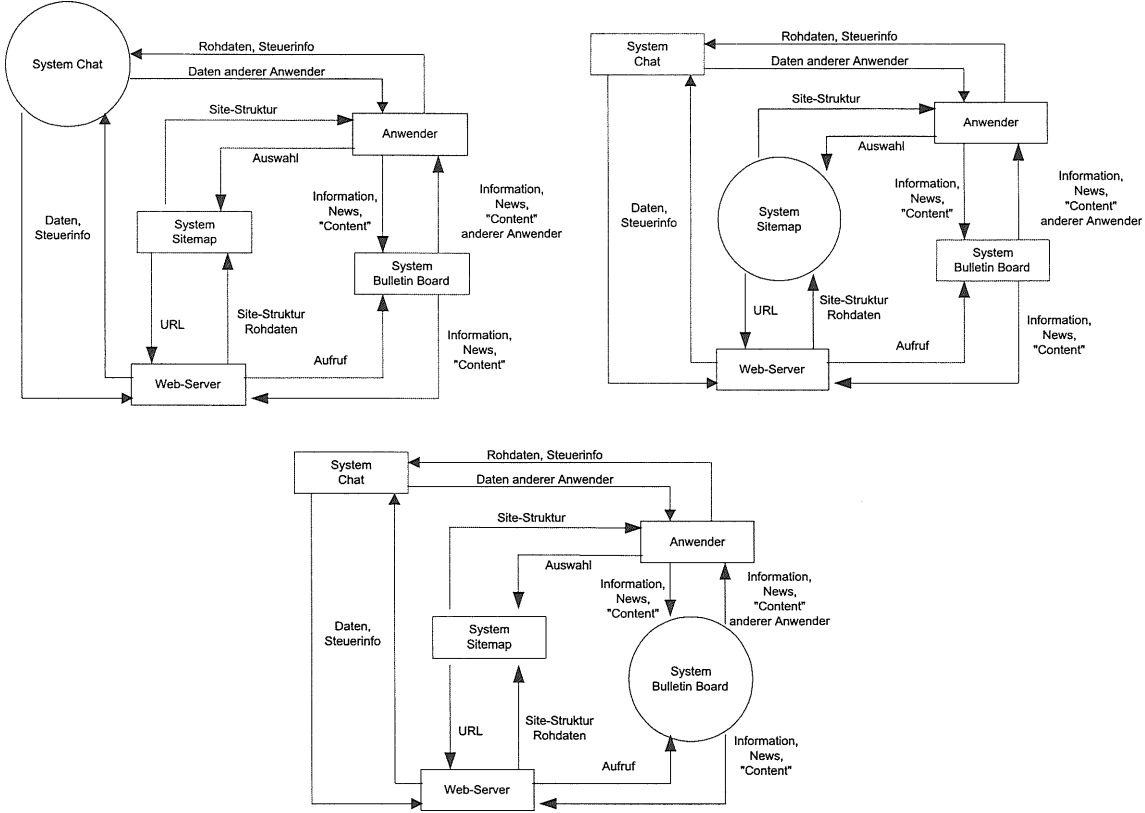 System Chat
Rohdaten, Steuerinfo
Daten anderer Anwender
Site-Struktur
Anwender
Auswahl
Information,
News,
"Content"
Information,
News,
"Content"
anderer Anwender
Daten,
Steuerinfo
System
Sitemap
System
Bulletin Board
URL
Site-Struktur
Rohdaten
Information,
News,
"Content"
Aufruf
Web-Server
System
Chat
Rohdaten, Steuerinfo
Daten anderer Anwender
Site-Struktur
Anwender
Auswahl
Information,
News,
"Content"
Information,
News,
"Content"
anderer Anwender
Daten,
Steuerinfo
System
Sitemap
System
Bulletin Board
URL
Site-Struktur
Rohdaten
Information,
News,
"Content"
Aufruf
Web-Server
System
Chat
Rohdaten, Steuerinfo
Daten anderer Anwender
Site-Struktur
Anwender
Auswahl
Information,
News,
"Content"
Information,
News,
"Content"
anderer Anwender
Daten,
Steuerinfo
System
Sitemap
System
Bulletin Board
URL
Site-Struktur
Rohdaten
Information,
News,
"Content"
Aufruf
Web-Server